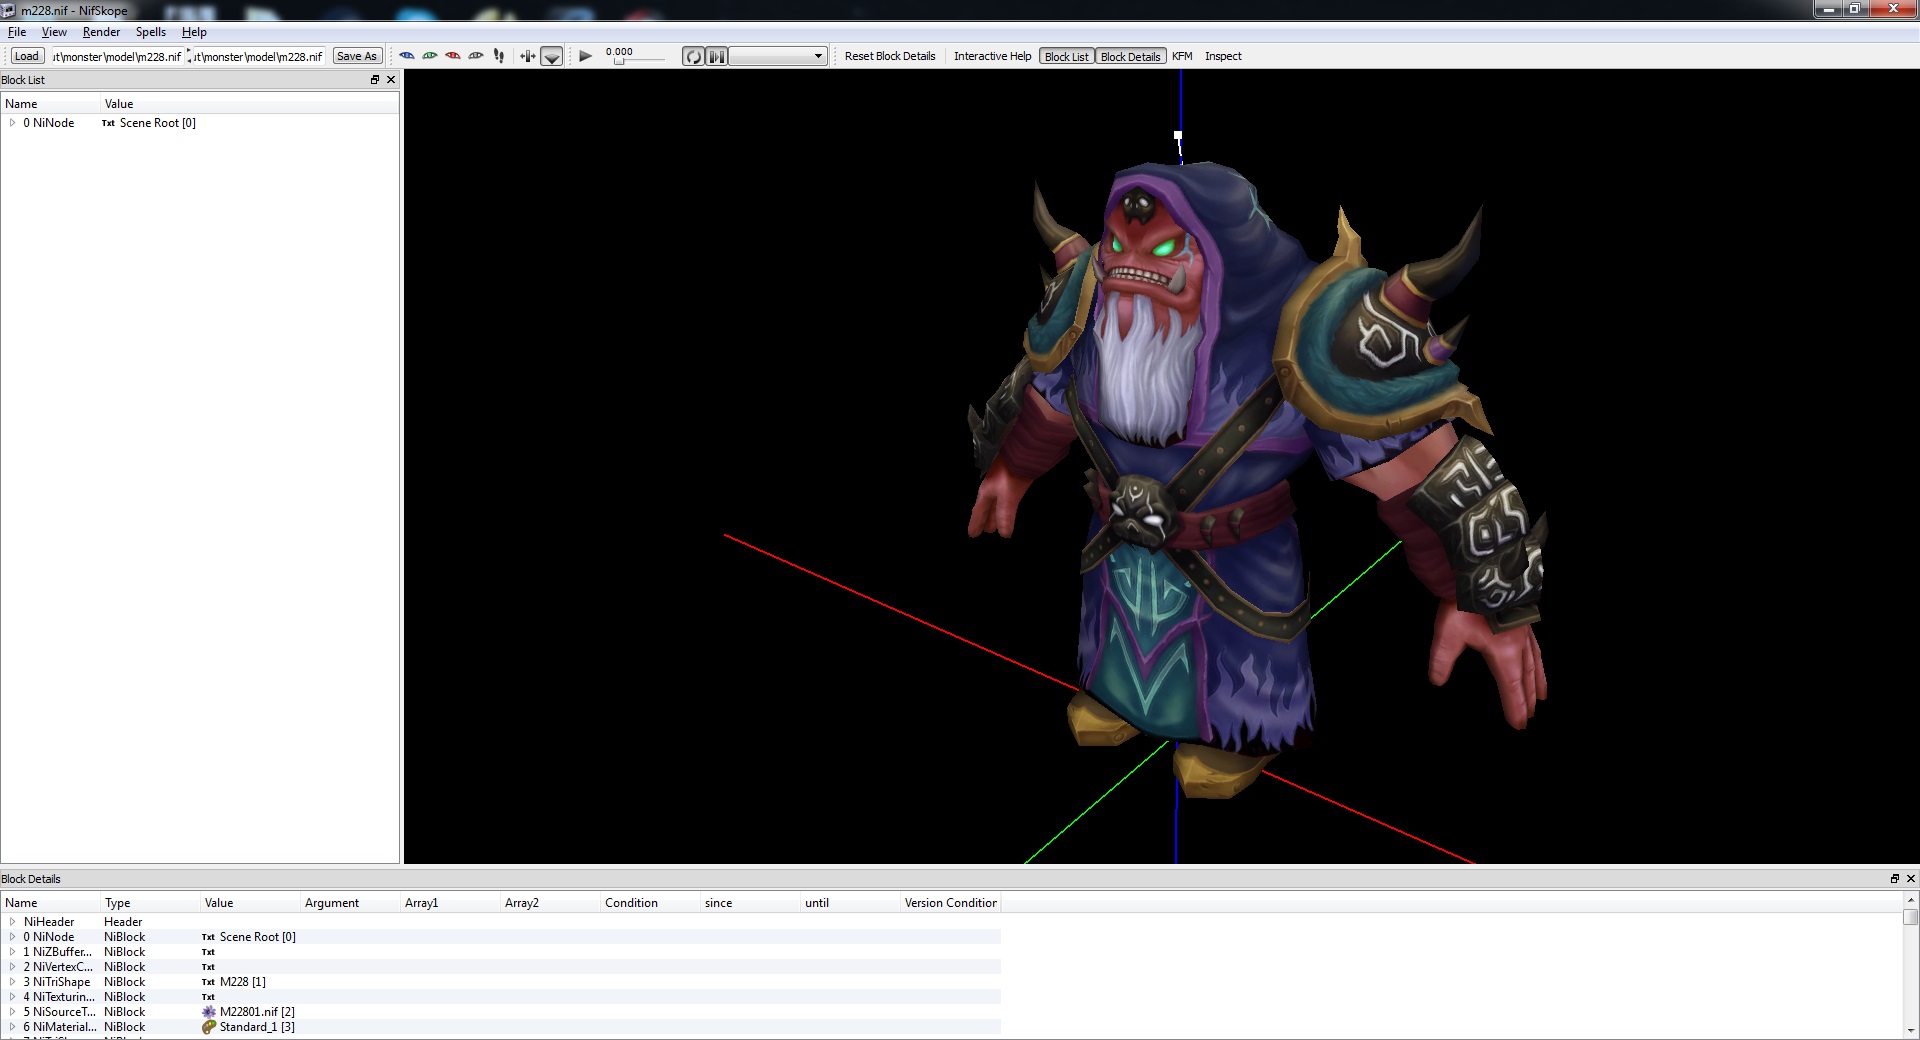 m228.nif - NifSkope
File View Render Spells Help
Load ut\monster\model\m228.nif ut\monster\model\m228.nif Save As 0.000 Reset Block Details Interactive Help Block List Block Details KFM Inspect
Block List
Name Value
0 NiNode Txt Scene Root [0]
Block Details
Name Type Value Argument Array1 Array2 Condition since until Version Condition
NiHeader Header
0 NiNode NiBlock Txt Scene Root [0]
1 NiZBuffer... NiBlock Txt
2 NiVertexC... NiBlock Txt
3 NiTriShape NiBlock Txt M228 [1]
4 NiTexturin... NiBlock Txt
5 NiSourceT... NiBlock M22801.nif [2]
6 NiMaterial... NiBlock Standard_1 [3]